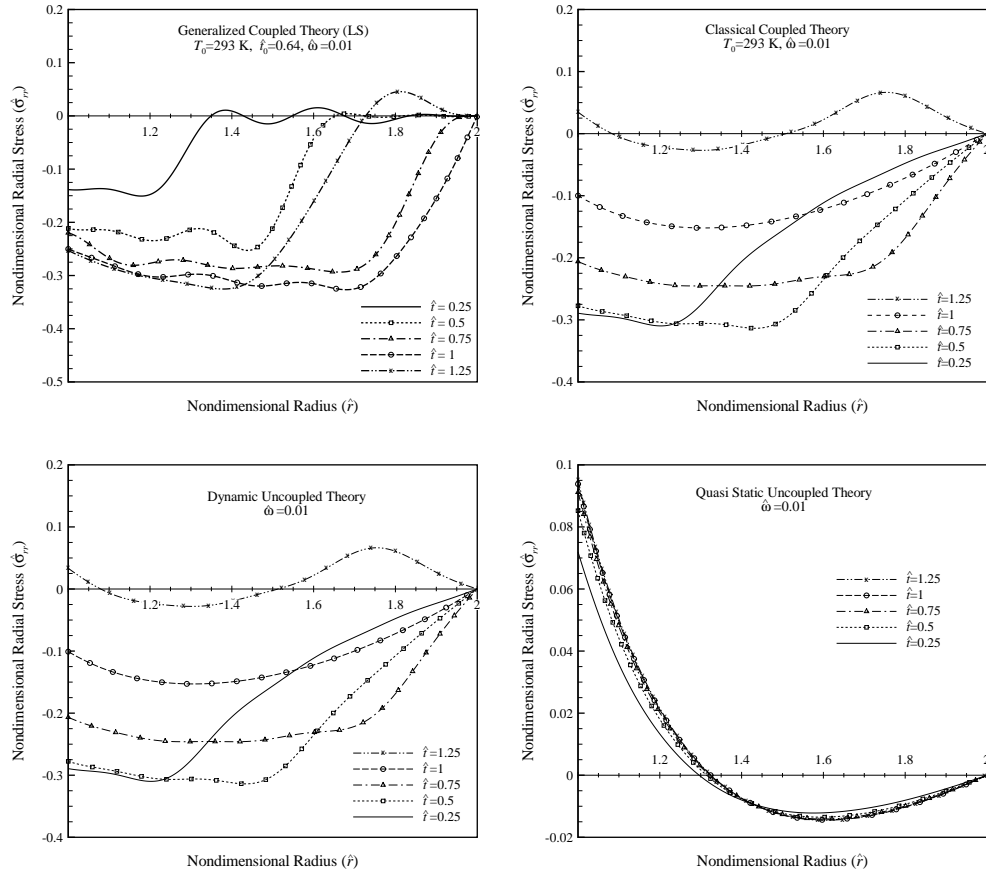 Generalized Coupled Theory (LS)
T0=293 K, t̂0=0.64, ω̂=0.01
Nondimensional Radial Stress (σ̂rr)
0.2
0.1
0
-0.1
-0.2
-0.3
-0.4
-0.5
1.2
1.4
1.6
1.8
2
t̂ = 0.25
t̂ = 0.5
t̂ = 0.75
t̂ = 1
t̂ = 1.25
Nondimensional Radius (r̂)
Classical Coupled Theory
T0=293 K, ω̂=0.01
Nondimensional Radial Stress (σ̂rr)
0.2
0.1
0
-0.1
-0.2
-0.3
-0.4
1.2
1.4
1.6
1.8
2
t̂=1.25
t̂=1
t̂=0.75
t̂=0.5
t̂=0.25
Nondimensional Radius (r̂)
Dynamic Uncoupled Theory
ω̂=0.01
Nondimensional Radial Stress (σ̂rr)
0.2
0.1
0
-0.1
-0.2
-0.3
-0.4
1.2
1.4
1.6
1.8
2
t̂=1.25
t̂=1
t̂=0.75
t̂=0.5
t̂=0.25
Nondimensional Radius (r̂)
Quasi Static Uncoupled Theory
ω̂=0.01
Nondimensional Radial Stress (σ̂rr)
0.1
0.08
0.06
0.04
0.02
0
-0.02
1.2
1.4
1.6
1.8
2
t̂=1.25
t̂=1
t̂=0.75
t̂=0.5
t̂=0.25
Nondimensional Radius (r̂)